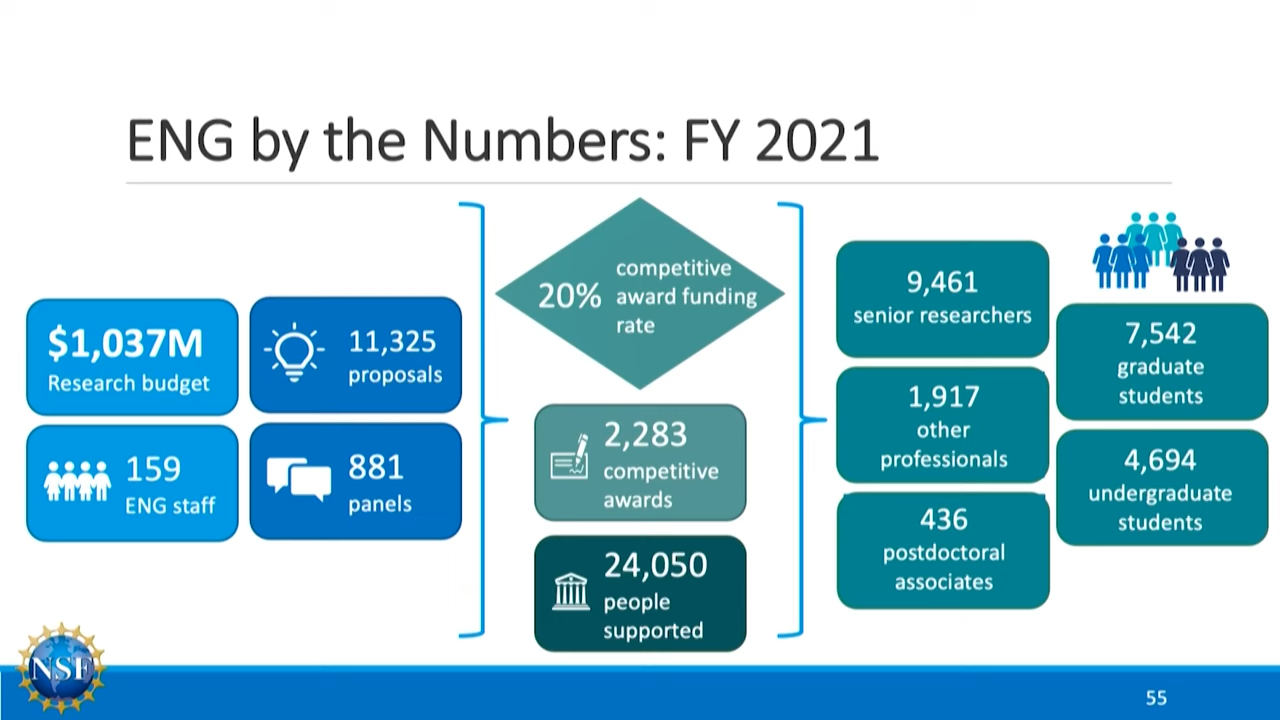 ENG by the Numbers: FY 2021
$1,037M
Research budget
11,325
proposals
159
ENG staff
881
panels
20%
competitive
award funding
rate
2,283
competitive
awards
24,050
people
supported
9,461
senior researchers
1,917
other
professionals
436
postdoctoral
associates
7,542
graduate
students
4,694
undergraduate
students
NSF
55